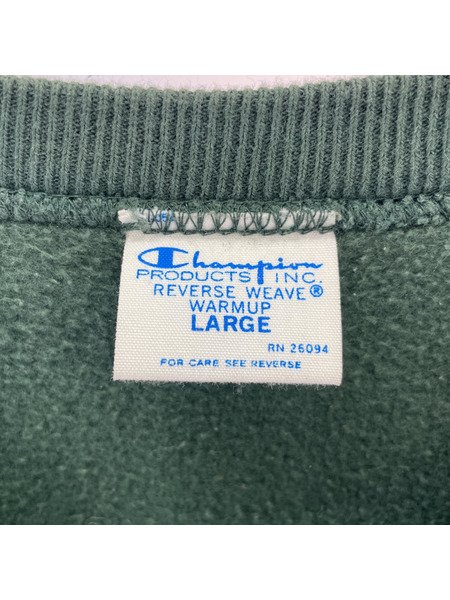 Champion
PRODUCTS INC.
REVERSE WEAVE®
WARMUP
LARGE
RN 26094
FOR CARE SEE REVERSE